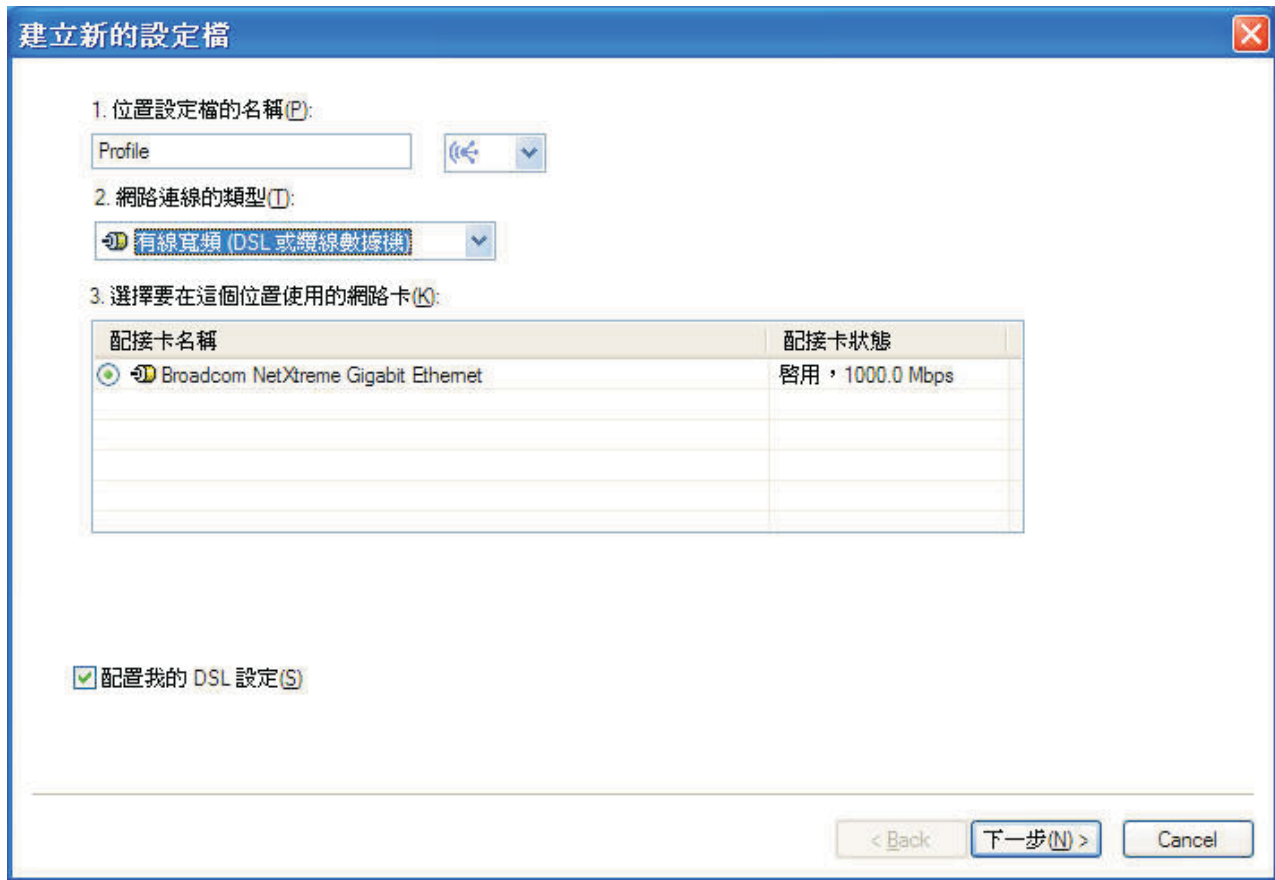 建立新的設定檔
1. 位置設定檔的名稱(P):
Profile
2. 網路連線的類型(T):
有線寬頻 (DSL 或纜線數據機)
3. 選擇要在這個位置使用的網路卡(K):
配接卡名稱 配接卡狀態
Broadcom NetXtreme Gigabit Ethernet 啓用，1000.0 Mbps
配置我的 DSL 設定(S)
< Back 下一步(N) > Cancel